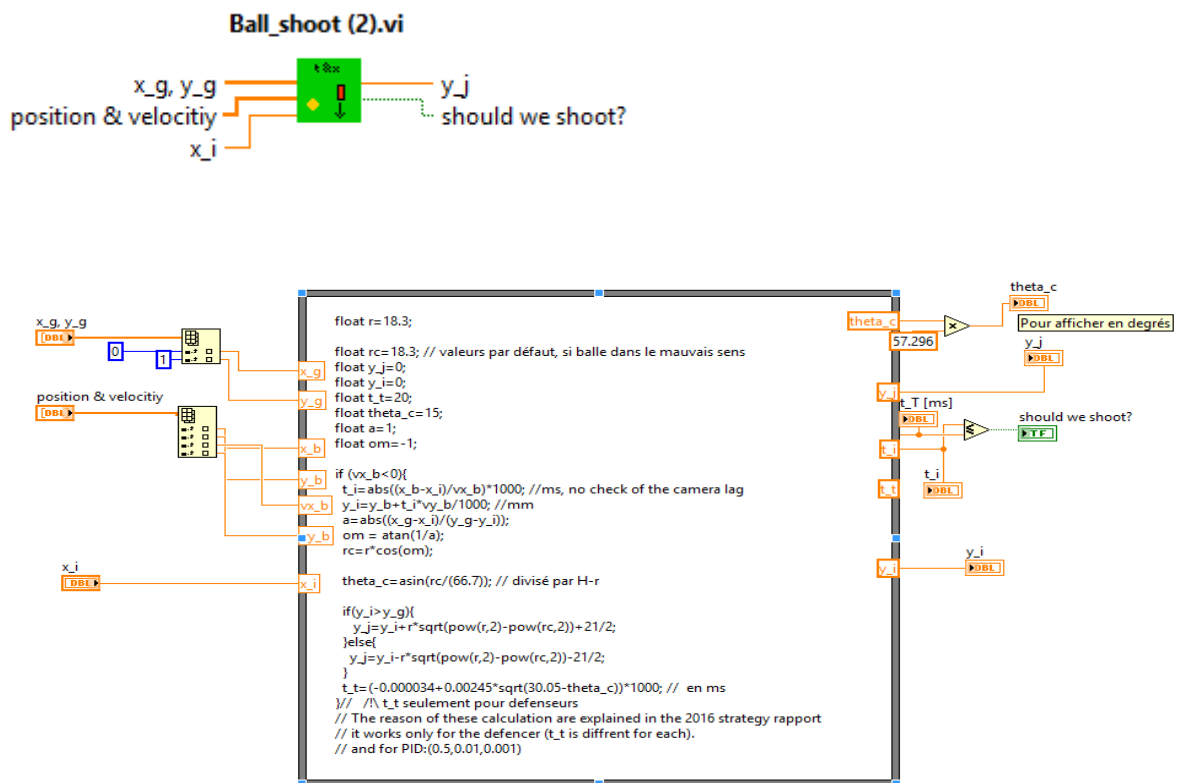 Ball_shoot (2).vi
t&x
x_g, y_g
y_j
position & velocitiy
should we shoot?
x_i
theta_c
DBL
Pour afficher en degrés
x_g, y_g
DBL
0
1
theta_c
57.296
y_j
DBL
position & velocitiy
DBL
x_g
y_g
y_j
t_T [ms]
DBL
should we shoot?
TF
x_b
t_i
y_b
t_i
DBL
vx_b
t_t
y_b
y_i
DBL
x_i
DBL
x_i
y_i
float r=18.3;
float rc=18.3; // valeurs par défaut, si balle dans le mauvais sens
float y_j=0;
float y_i=0;
float t_t=20;
float theta_c=15;
float a=1;
float om=-1;
if (vx_b<0){
t_i=abs((x_b-x_i)/vx_b)*1000; //ms, no check of the camera lag
y_i=y_b+t_i*vy_b/1000; //mm
a=abs((x_g-x_i)/(y_g-y_i));
om = atan(1/a);
rc=r*cos(om);
theta_c=asin(rc/(66.7)); // divisé par H-r
if(y_i>y_g){
y_j=y_i+r*sqrt(pow(r,2)-pow(rc,2))+21/2;
}else{
y_j=y_i-r*sqrt(pow(r,2)-pow(rc,2))-21/2;
}
t_t=(-0.000034+0.00245*sqrt(30.05-theta_c))*1000; // en ms
}// /!\ t_t seulement pour defenseurs
// The reason of these calculation are explained in the 2016 strategy rapport
// it works only for the defencer (t_t is diffrent for each).
// and for PID:(0.5,0.01,0.001)